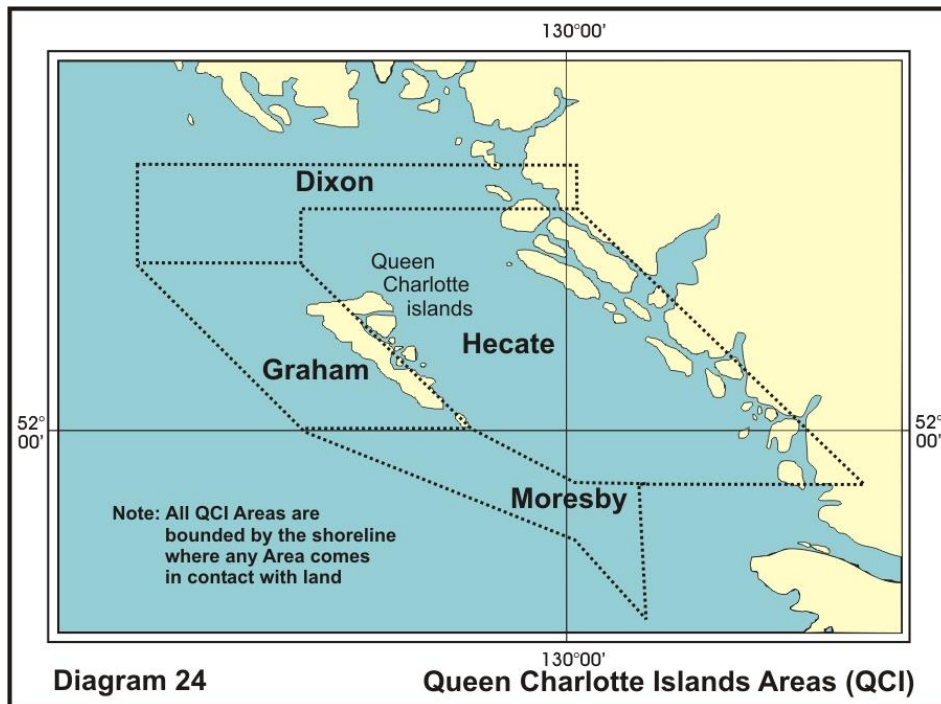 130°00'
Dixon
Queen
Charlotte
islands
Hecate
Graham
52°
00'
52°
00'
Moresby
Note: All QCI Areas are
bounded by the shoreline
where any Area comes
in contact with land
130°00'
Diagram 24
Queen Charlotte Islands Areas (QCI)